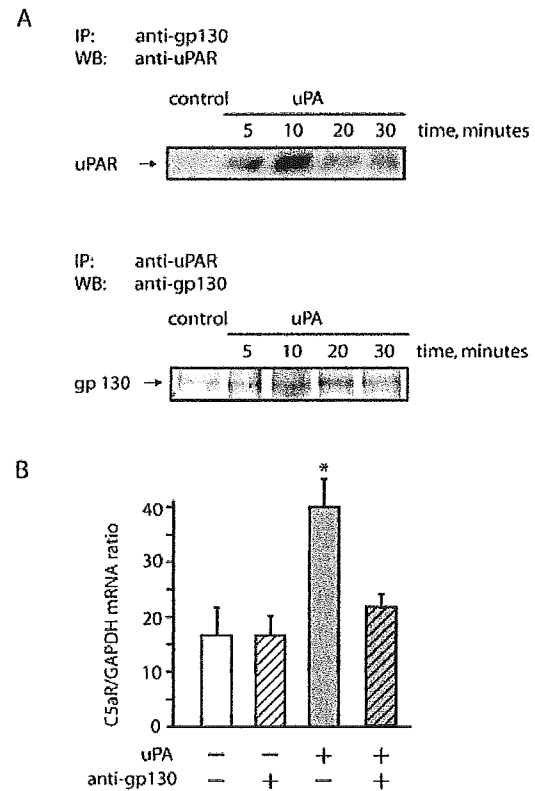 A
IP: anti-gp130
WB: anti-uPAR
control uPA
5 10 20 30 time, minutes
uPAR →
IP: anti-uPAR
WB: anti-gp130
control uPA
5 10 20 30 time, minutes
gp 130 →
B
*
C5aR/GAPDH mRNA ratio
40
30
20
10
0
uPA − − + +
anti-gp130 − + − +